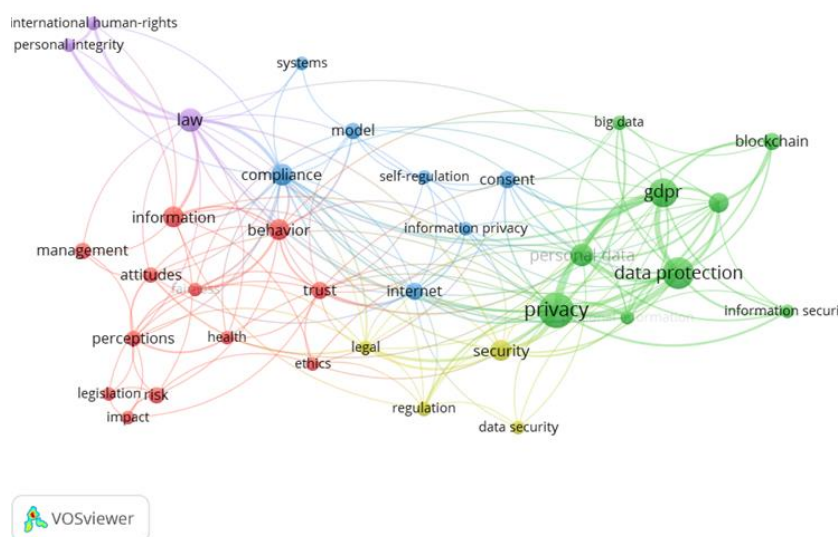 international human-rights
personal integrity
systems
law
big data
model
blockchain
compliance
self-regulation
consent
gdpr
information
behavior
information privacy
management
personal data
attitudes
data protection
trust
internet
privacy
information securi
perceptions
health
legal
security
ethics
legislation
risk
regulation
impact
data security
VOSviewer